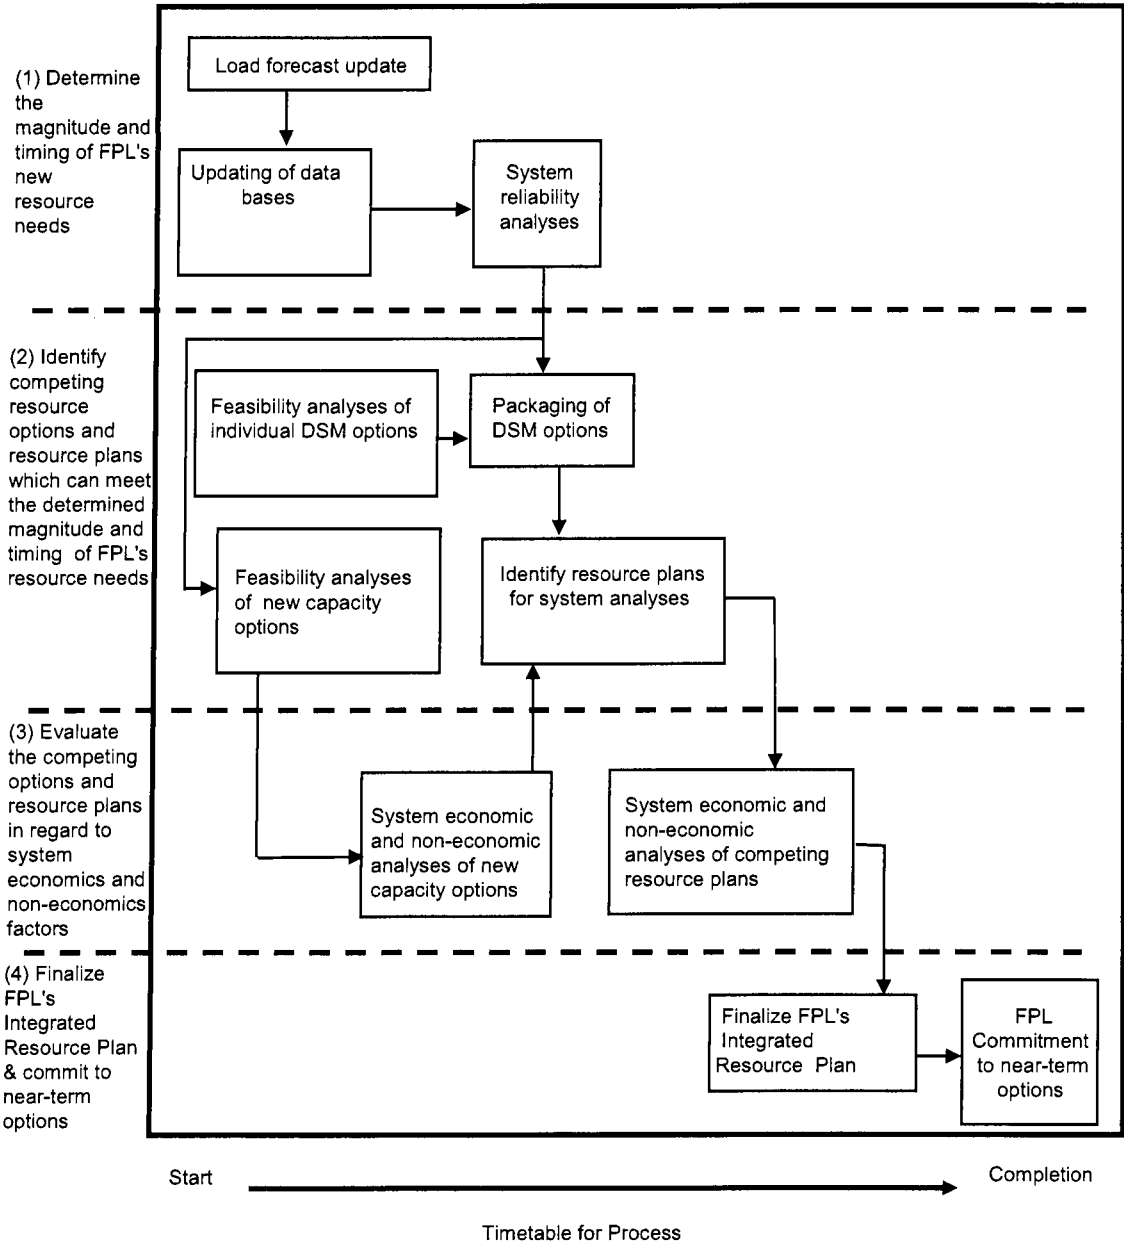 (1) Determine
the
magnitude and
timing of FPL's
new
resource
needs
Load forecast update
Updating of data
bases
System
reliability
analyses
(2) Identify
competing
resource
options and
resource plans
which can meet
the determined
magnitude and
timing of FPL's
resource needs
Feasibility analyses of
individual DSM options
Packaging of
DSM options
Feasibility analyses
of new capacity
options
Identify resource plans
for system analyses
(3) Evaluate
the competing
options and
resource plans
in regard to
system
economics and
non-economics
factors
System economic
and non-economic
analyses of new
capacity options
System economic and
non-economic
analyses of competing
resource plans
(4) Finalize
FPL's
Integrated
Resource Plan
& commit to
near-term
options
Finalize FPL's
Integrated
Resource Plan
FPL
Commitment
to near-term
options
Start
Completion
Timetable for Process